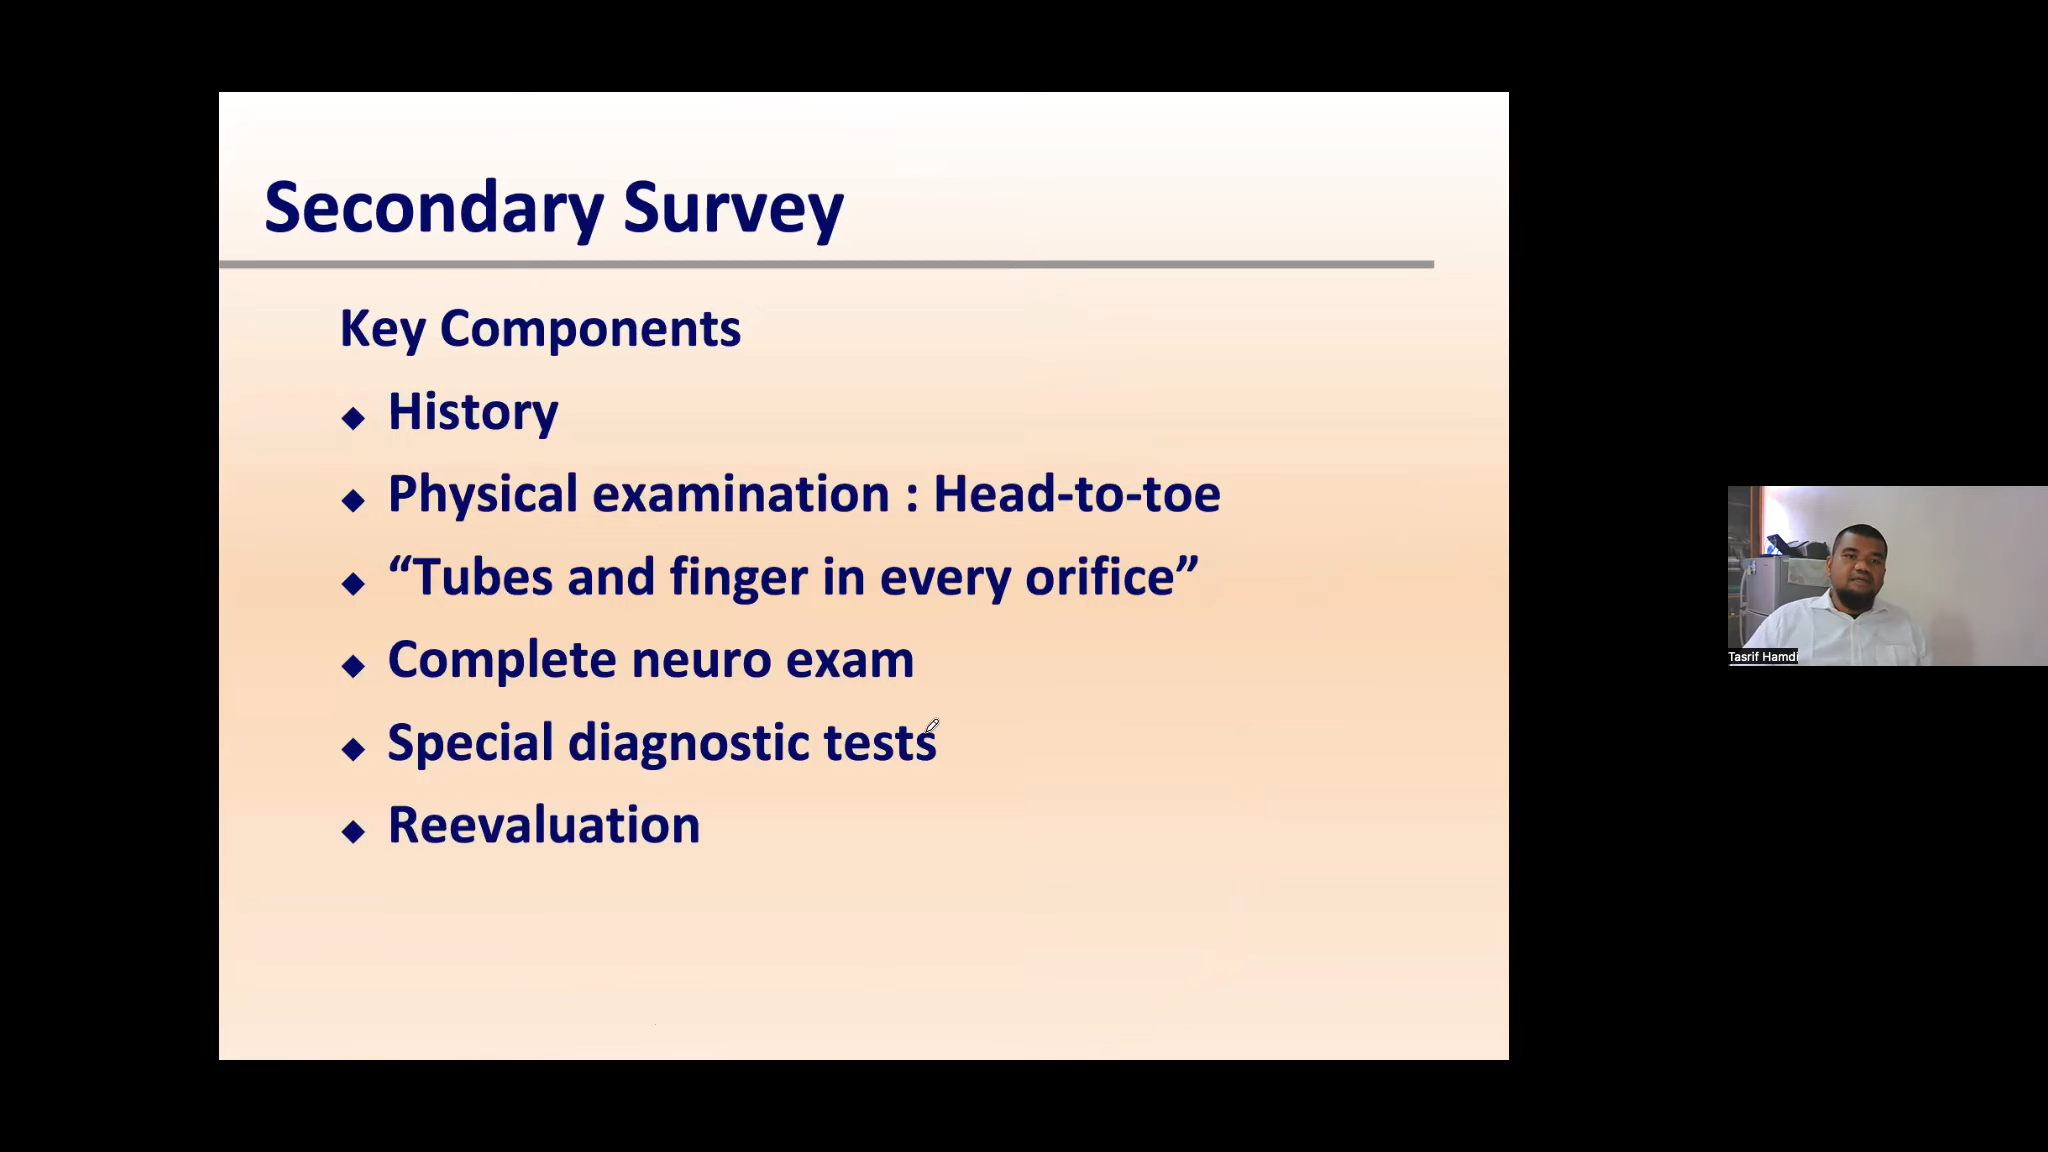 Secondary Survey
Key Components
◆ History
◆ Physical examination : Head-to-toe
◆ “Tubes and finger in every orifice”
◆ Complete neuro exam
◆ Special diagnostic tests
◆ Reevaluation
Tasrif Hamdi